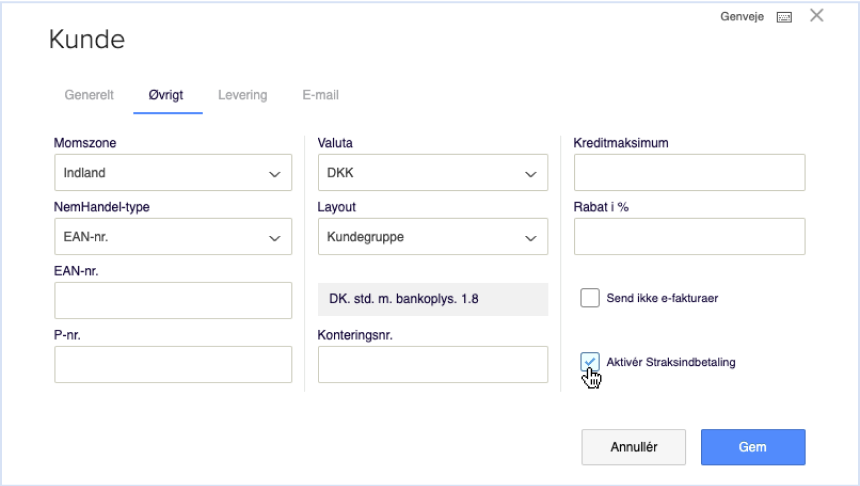 Genveje
Kunde
Generelt Øvrigt Levering E-mail
Momszone
Indland
NemHandel-type
EAN-nr.
EAN-nr.
P-nr.
Valuta
DKK
Layout
Kundegruppe
DK. std. m. bankoplys. 1.8
Konteringsnr.
Kreditmaksimum
Rabat i %
Send ikke e-fakturaer
Aktivér Straksindbetaling
Annullér Gem